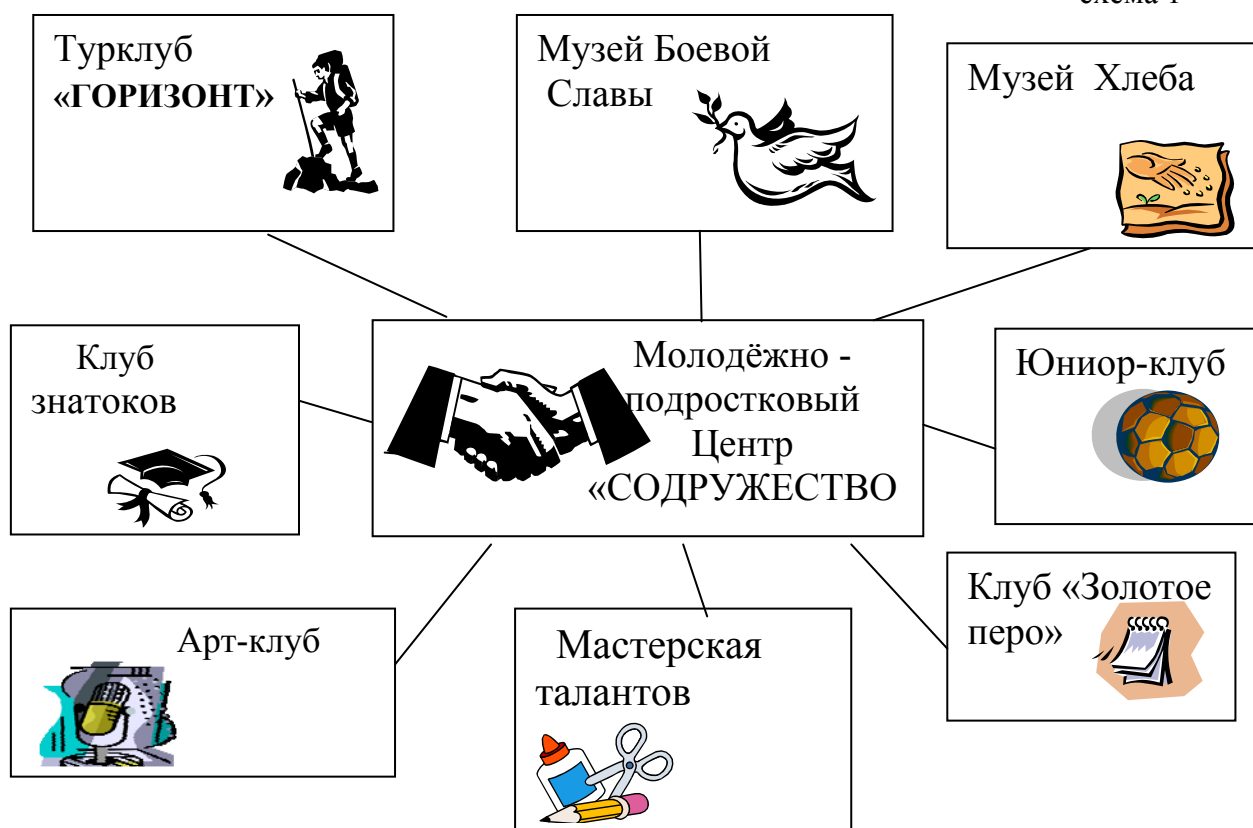 Турклуб
«ГОРИЗОНТ»
Музей Боевой
Славы
Музей Хлеба
Клуб
знатоков
Молодёжно -
подростковый
Центр
«СОДРУЖЕСТВО
Юниор-клуб
Арт-клуб
Мастерская
талантов
Клуб «Золотое
перо»